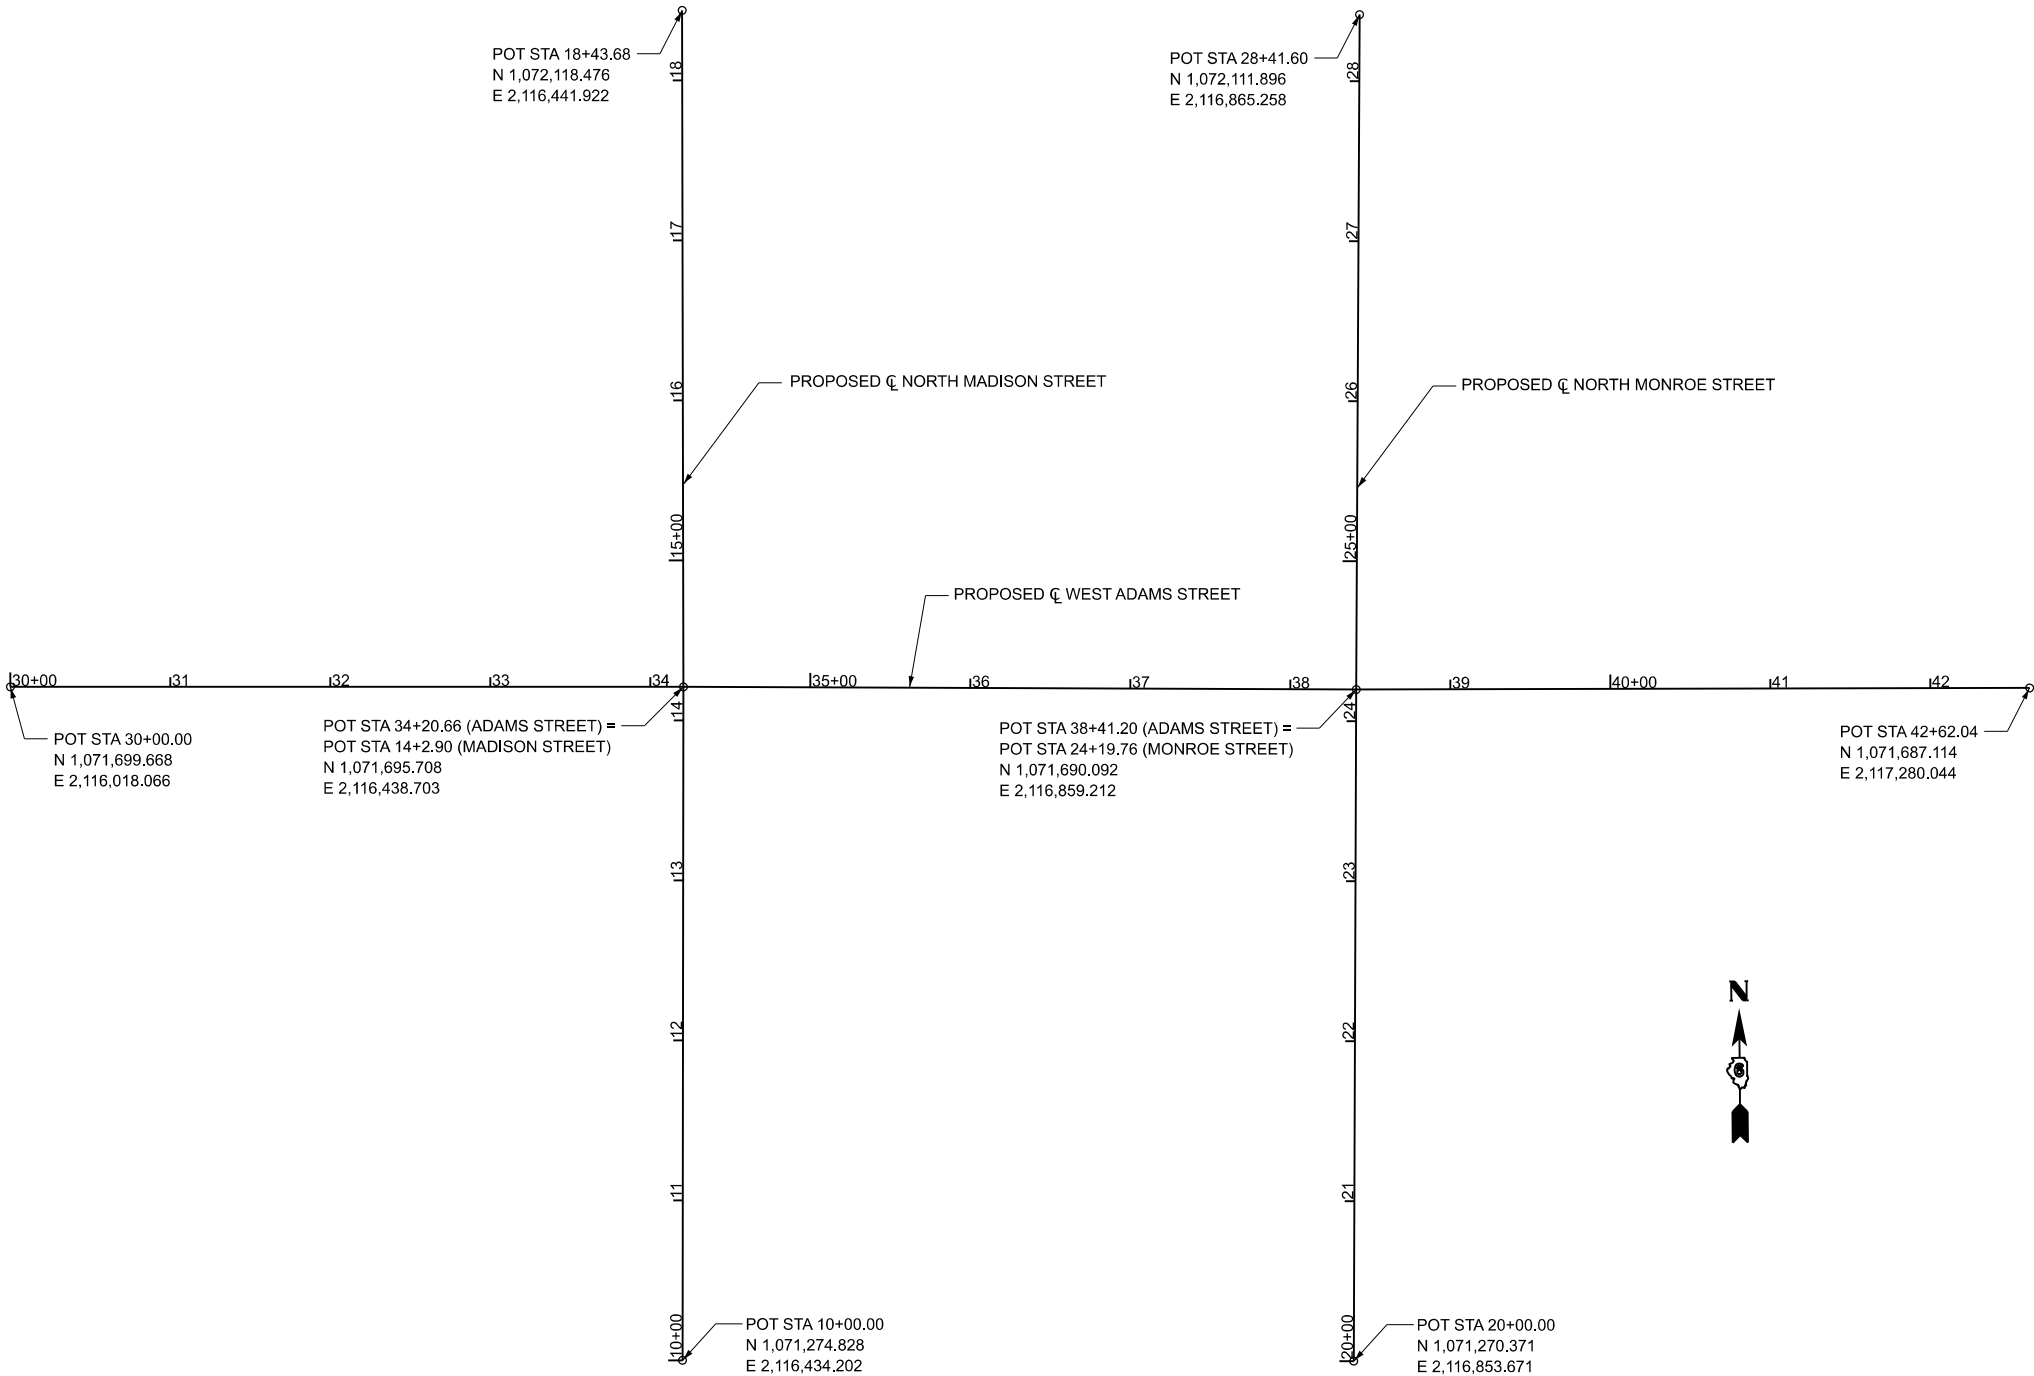 POT STA 18+43.68
N 1,072,118.476
E 2,116,441.922
POT STA 28+41.60
N 1,072,111.896
E 2,116,865.258
18
17
16
15+00
14
13
12
11
10+00
28
27
26
25+00
24
23
22
21
20+00
PROPOSED ℄ NORTH MADISON STREET
PROPOSED ℄ NORTH MONROE STREET
PROPOSED ℄ WEST ADAMS STREET
30+00
31
32
33
34
35+00
36
37
38
39
40+00
41
42
POT STA 30+00.00
N 1,071,699.668
E 2,116,018.066
POT STA 34+20.66 (ADAMS STREET) =
POT STA 14+2.90 (MADISON STREET)
N 1,071,695.708
E 2,116,438.703
POT STA 38+41.20 (ADAMS STREET) =
POT STA 24+19.76 (MONROE STREET)
N 1,071,690.092
E 2,116,859.212
POT STA 42+62.04
N 1,071,687.114
E 2,117,280.044
N
POT STA 10+00.00
N 1,071,274.828
E 2,116,434.202
POT STA 20+00.00
N 1,071,270.371
E 2,116,853.671